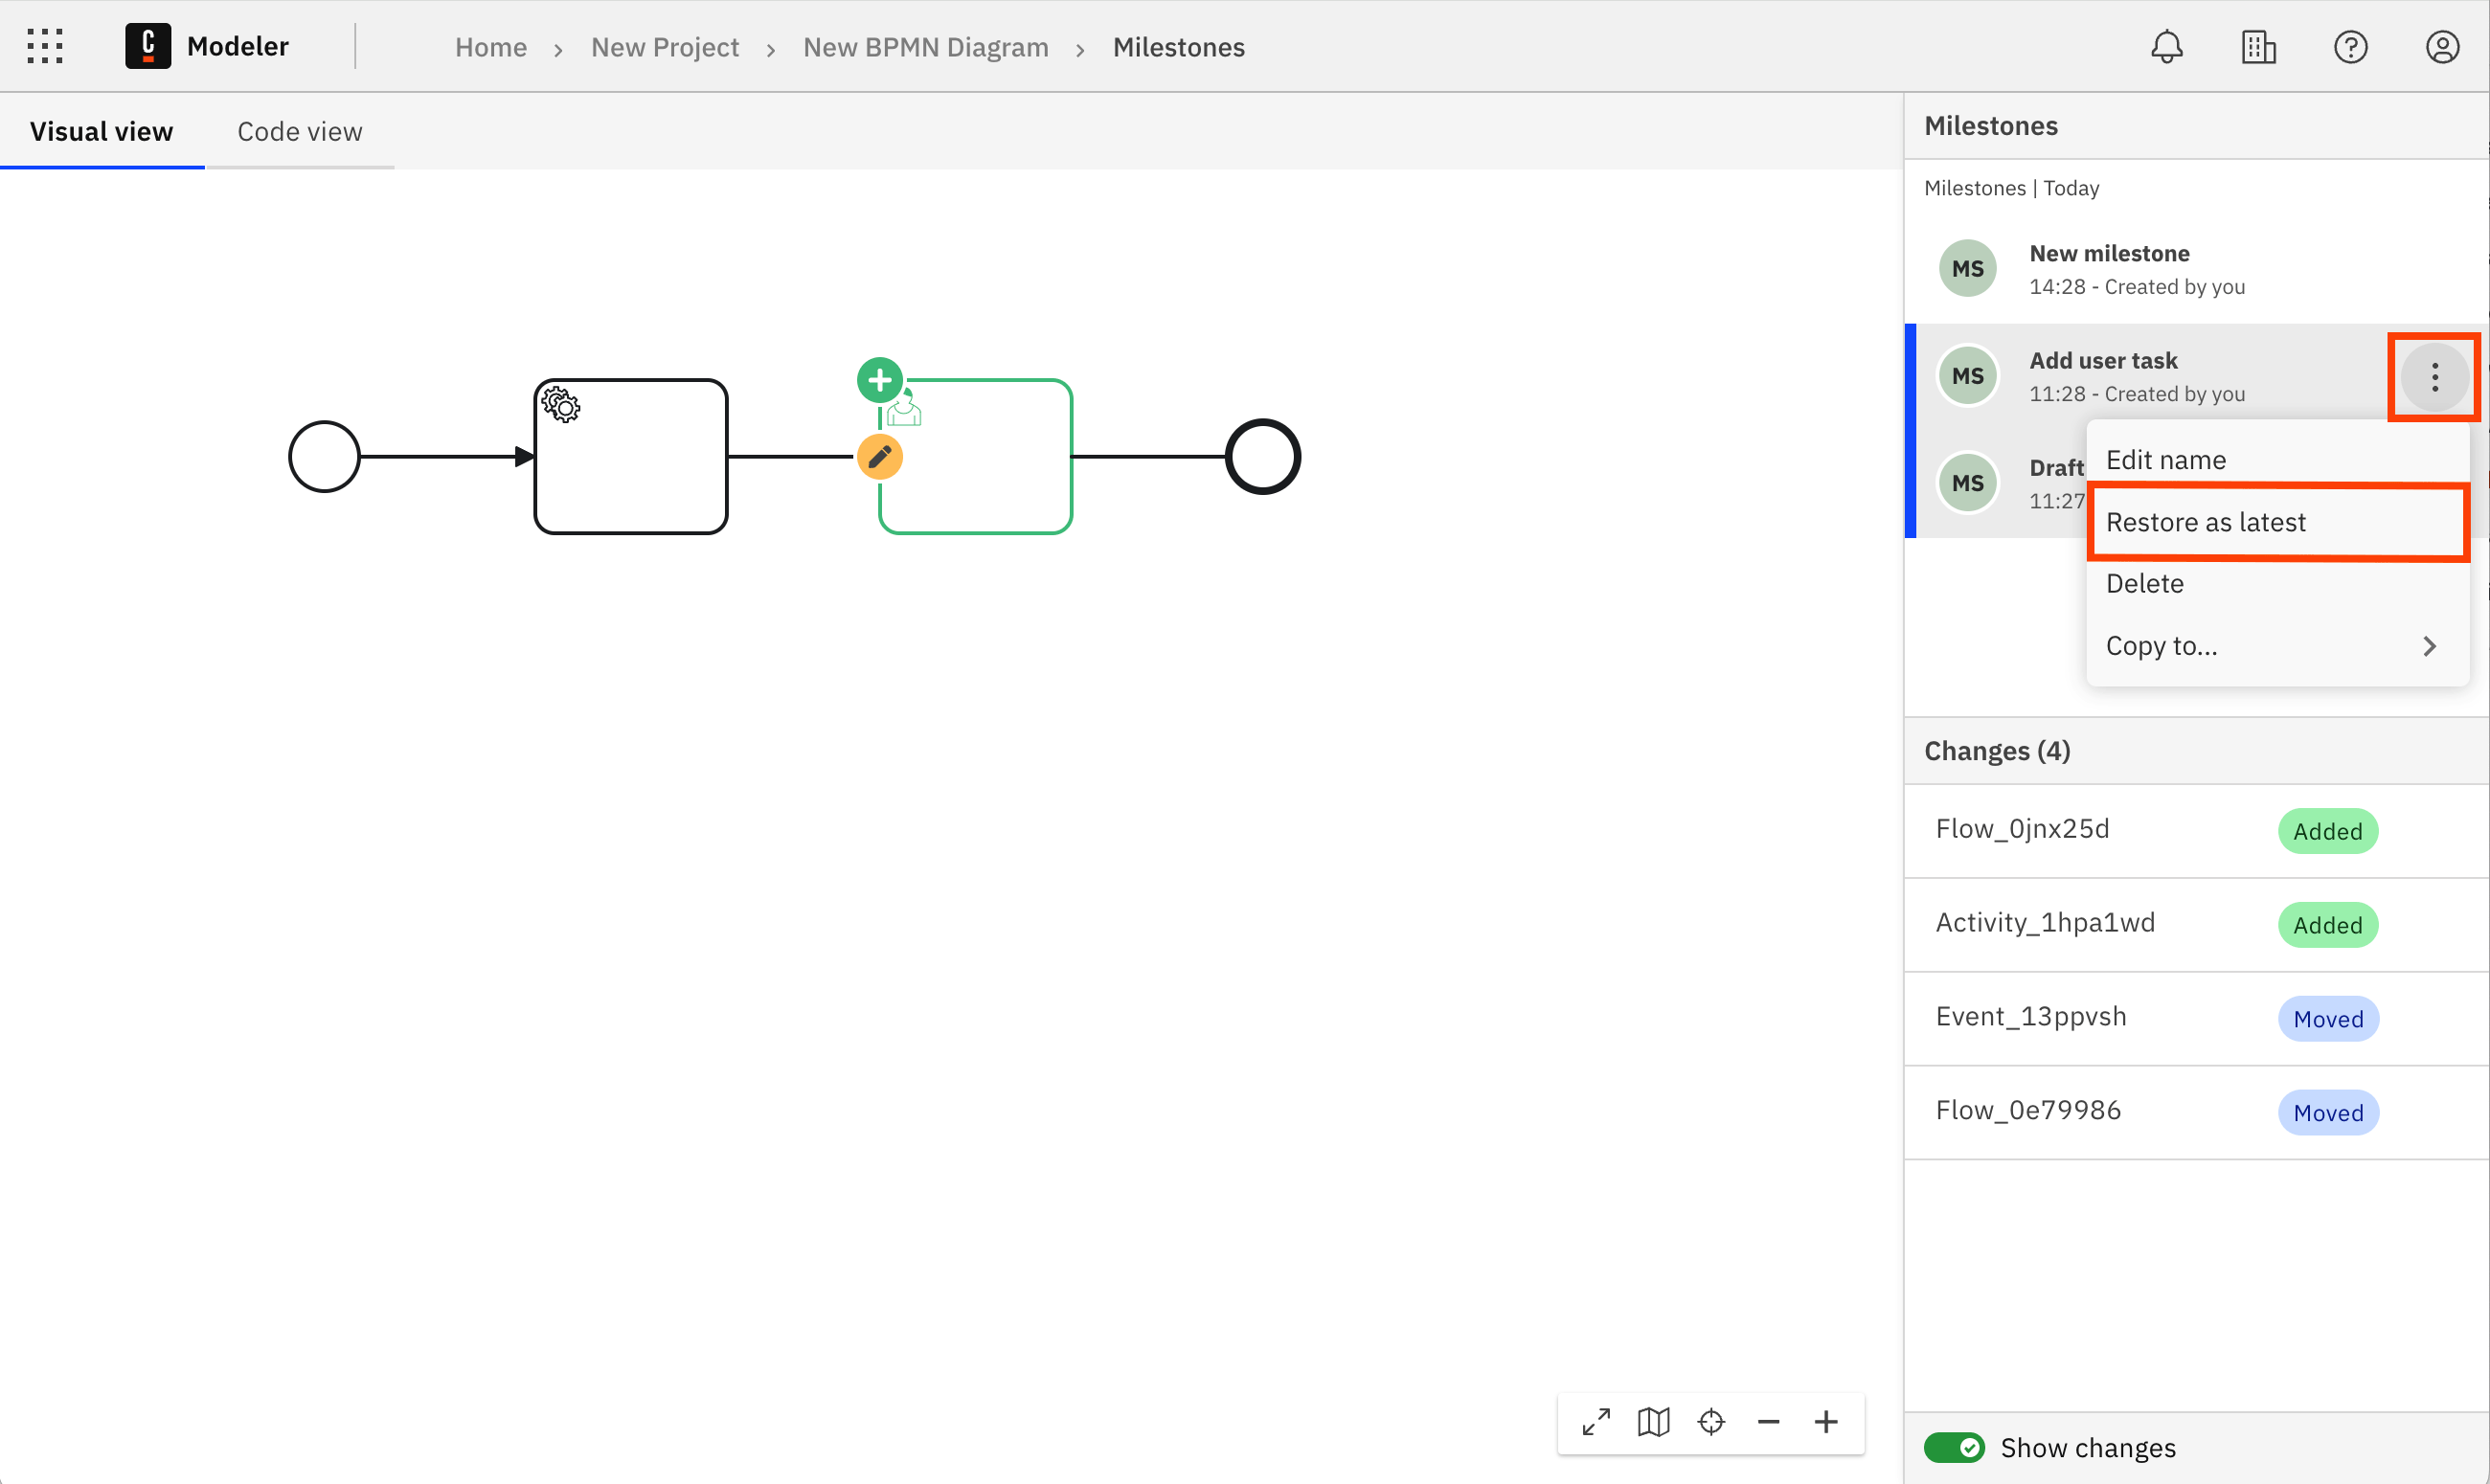 C Modeler Home › New Project › New BPMN Diagram › Milestones
Visual view Code view
Milestones
Milestones | Today
MS New milestone
14:28 - Created by you
MS Add user task
11:28 - Created by you
MS Draft
11:27
Edit name
Restore as latest
Delete
Copy to...
Changes (4)
Flow_0jnx25d Added
Activity_1hpa1wd Added
Event_13ppvsh Moved
Flow_0e79986 Moved
Show changes